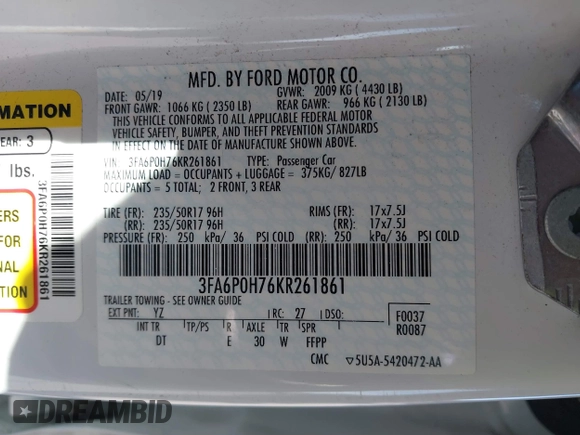 MFD. BY FORD MOTOR CO.
DATE: 05/19 GVWR: 2009 KG ( 4430 LB)
FRONT GAWR: 1066 KG ( 2350 LB) REAR GAWR: 966 KG ( 2130 LB)
THIS VEHICLE CONFORMS TO ALL APPLICABLE FEDERAL MOTOR
VEHICLE SAFETY, BUMPER, AND THEFT PREVENTION STANDARDS
IN EFFECT ON THE DATE OF MANUFACTURE SHOWN ABOVE.
VIN: 3FA6P0H76KR261861 TYPE: Passenger Car
MAXIMUM LOAD = OCCUPANTS + LUGGAGE = 375KG/ 827LB
OCCUPANTS = 5 TOTAL; 2 FRONT, 3 REAR
TIRE (FR): 235/50R17 96H RIMS (FR): 17x7.5J
(RR): 235/50R17 96H (RR): 17x7.5J
PRESSURE (FR): 250 kPa/ 36 PSI COLD (RR): 250 kPa/ 36 PSI COLD
3FA6P0H76KR261861
TRAILER TOWING - SEE OWNER GUIDE
EXT PNT: YZ RC: 27 DSO: F0037
R0087
INT TR TP/PS R AXLE TR SPR
DT E 30 W FFPP
CMC ▽5U5A-5420472-AA
RMATION
EAR: 3
lbs.
ERS
FOR
NAL
TION
3FA6P0H76KR261861
DREAMBID